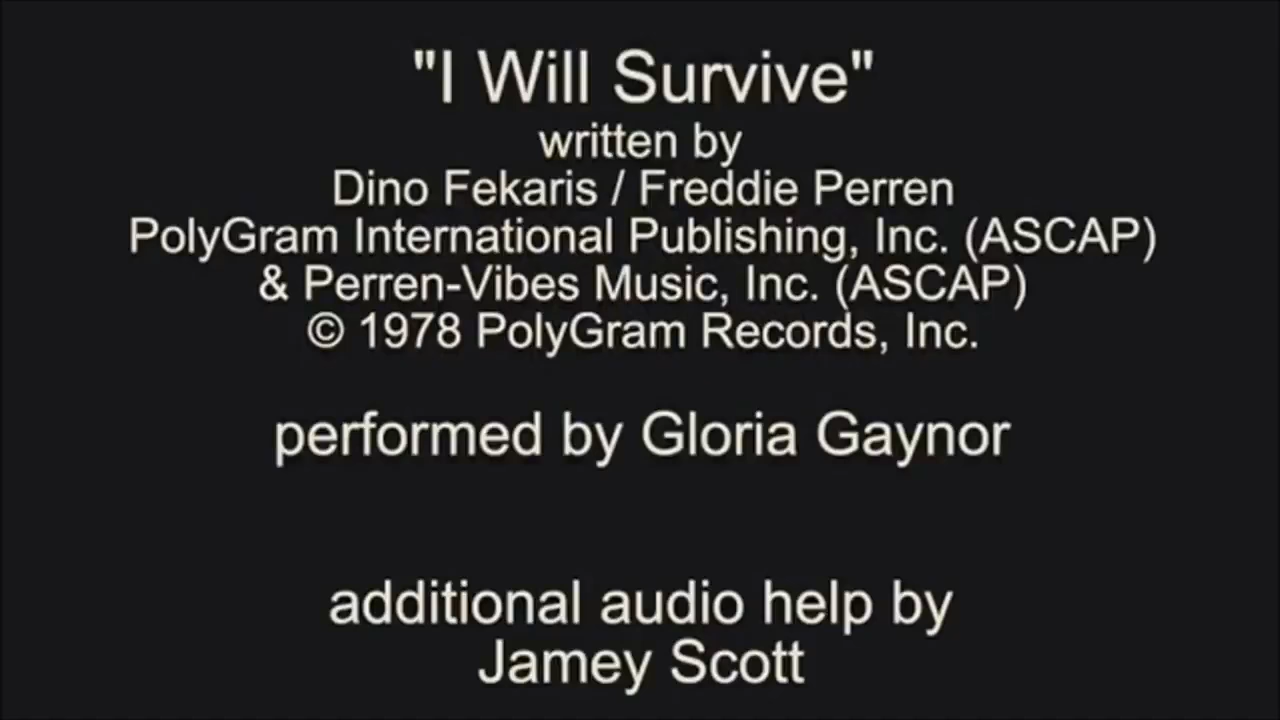 "I Will Survive"
written by
Dino Fekaris / Freddie Perren
PolyGram International Publishing, Inc. (ASCAP)
& Perren-Vibes Music, Inc. (ASCAP)
© 1978 PolyGram Records, Inc.
performed by Gloria Gaynor
additional audio help by
Jamey Scott